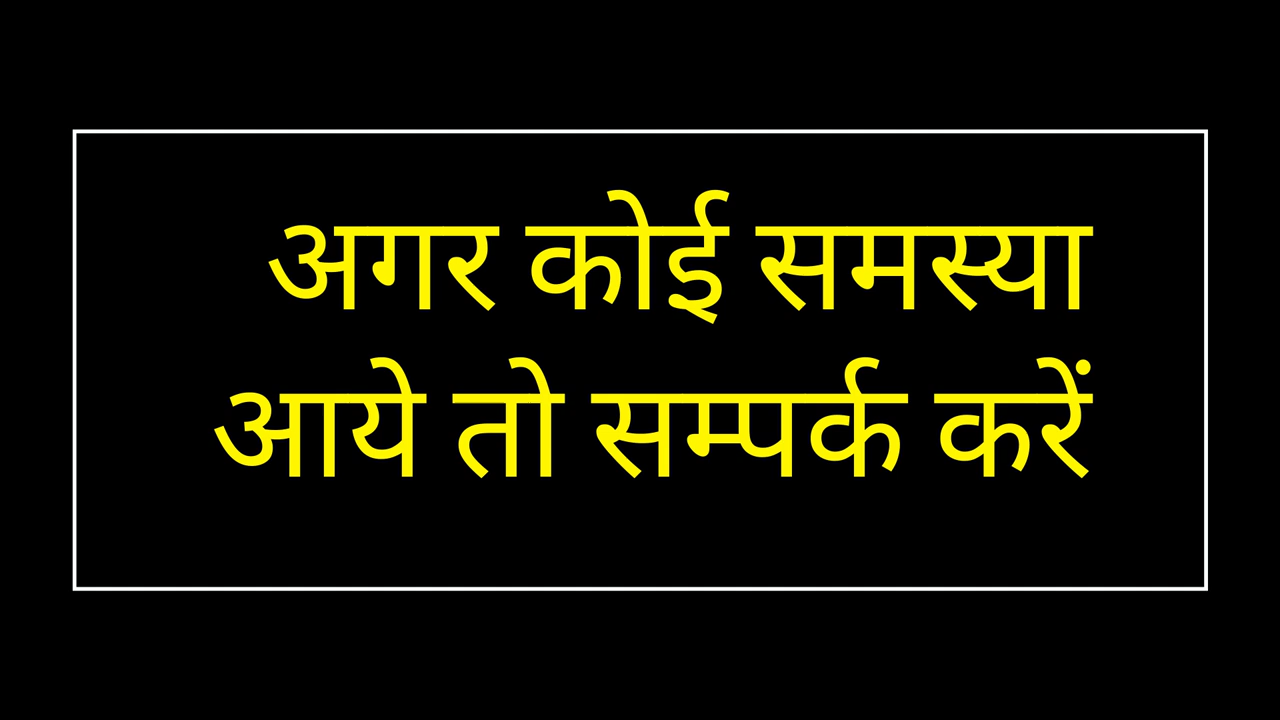 अगर कोई समस्या
आये तो सम्पर्क करें